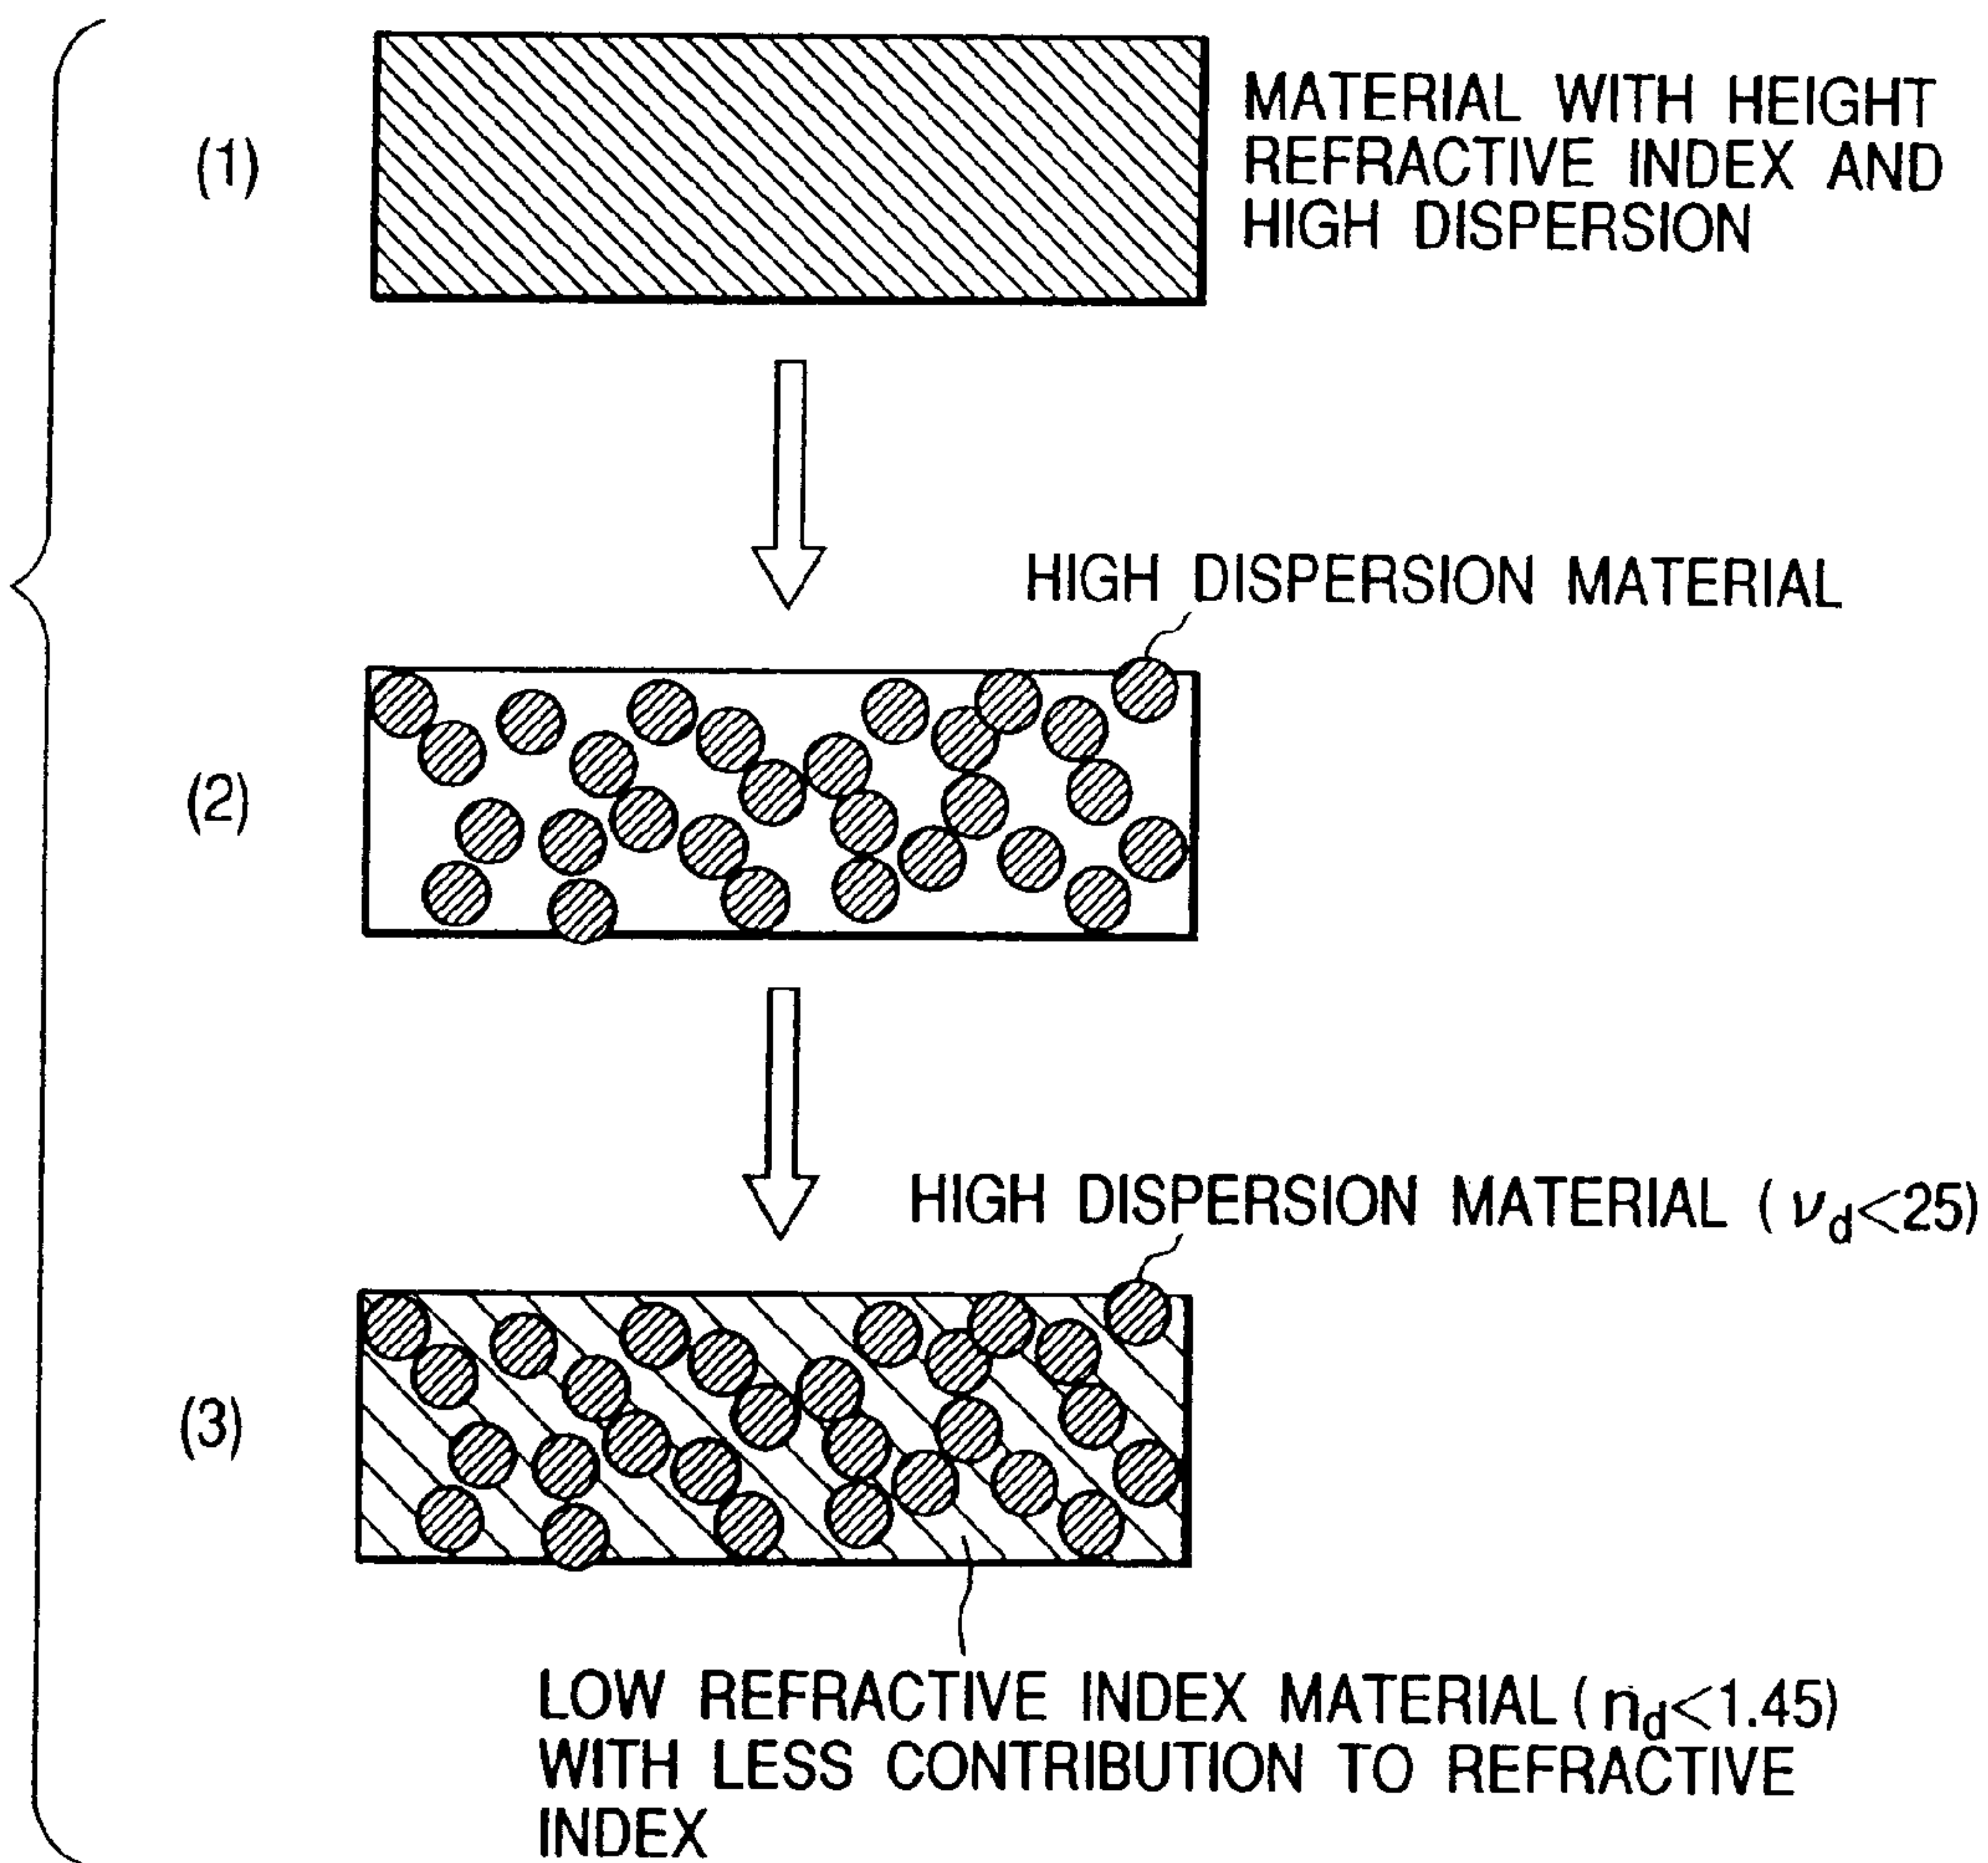 (1)
MATERIAL WITH HEIGHT
REFRACTIVE INDEX AND
HIGH DISPERSION
HIGH DISPERSION MATERIAL
(2)
HIGH DISPERSION MATERIAL (νd<25)
(3)
LOW REFRACTIVE INDEX MATERIAL (nd<1.45)
WITH LESS CONTRIBUTION TO REFRACTIVE
INDEX